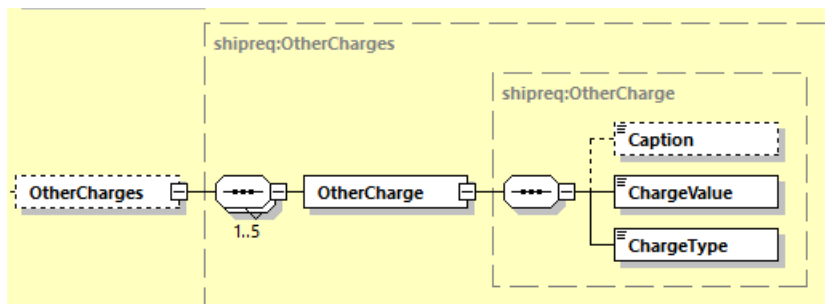 shipreq:OtherCharges
shipreq:OtherCharge
Caption
OtherCharges
OtherCharge
ChargeValue
1..5
ChargeType